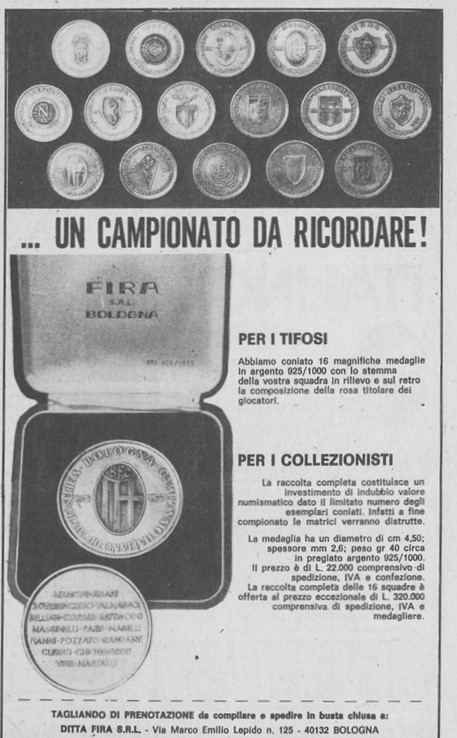 ... UN CAMPIONATO DA RICORDARE!
FIRA
S.R.L.
BOLOGNA
PER I TIFOSI
Abbiamo coniato 16 magnifiche medaglie
in argento 925/1000 con lo stemma
della vostra squadra in rilievo e sul retro
la composizione della rosa titolare dei
giocatori.
PER I COLLEZIONISTI
La raccolta completa costituisce un
investimento di indubbio valore
numismatico dato il limitato numero degli
esemplari coniati. Infatti a fine
campionato le matrici verranno distrutte.
La medaglia ha un diametro di cm 4,50;
spessore mm 2,6; peso gr 40 circa
in pregiato argento 925/1000.
Il prezzo è di L. 22.000 comprensivo di
spedizione, IVA e confezione.
La raccolta completa delle 16 squadre è
offerta al prezzo eccezionale di L. 320.000
comprensiva di spedizione, IVA e
medagliere.
BOLOGNA
BFC
TAGLIANDO DI PRENOTAZIONE da compilare e spedire in busta chiusa a:
DITTA FIRA S.R.L. - Via Marco Emilio Lepido n. 125 - 40132 BOLOGNA